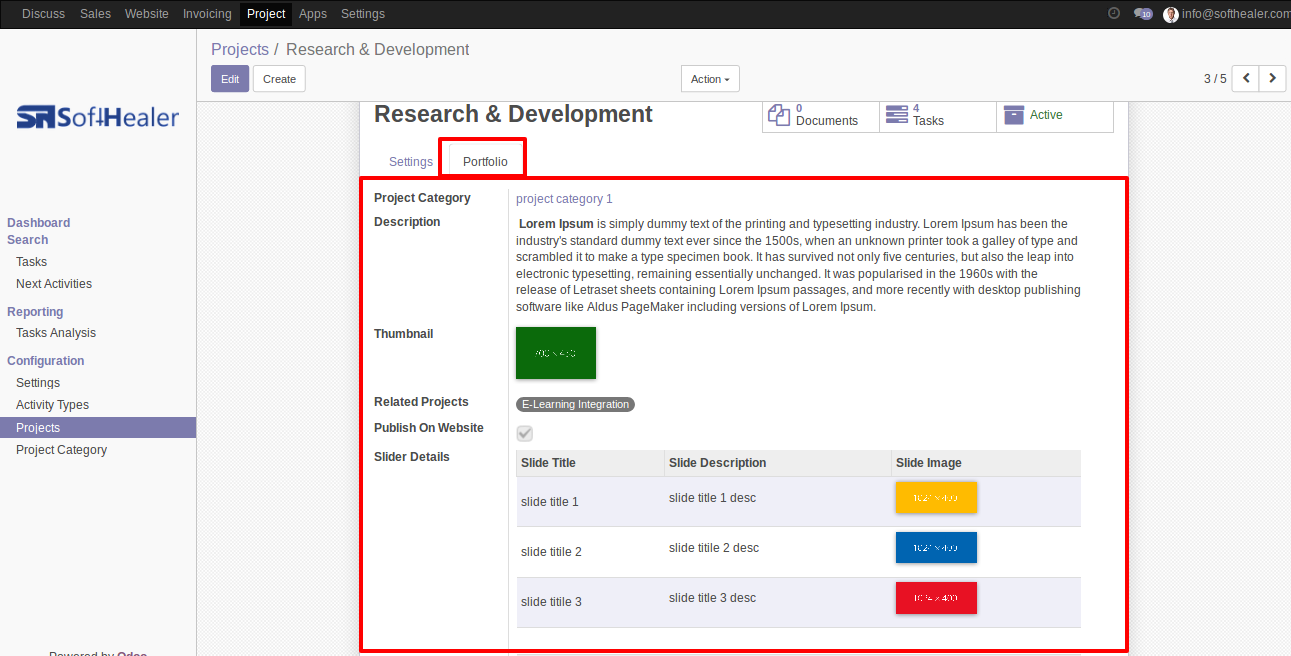 Discuss Sales Website Invoicing Project Apps Settings 10 info@softhealer.com
Projects / Research & Development
Edit Create Action 3 / 5
SoftHealer
Dashboard
Search
Tasks
Next Activities
Reporting
Tasks Analysis
Configuration
Settings
Activity Types
Projects
Project Category
Powered by Odoo
Research & Development
0 Documents
4 Tasks
Active
Settings Portfolio
Project Category project category 1
Description Lorem Ipsum is simply dummy text of the printing and typesetting industry. Lorem Ipsum has been the
industry's standard dummy text ever since the 1500s, when an unknown printer took a galley of type and
scrambled it to make a type specimen book. It has survived not only five centuries, but also the leap into
electronic typesetting, remaining essentially unchanged. It was popularised in the 1960s with the
release of Letraset sheets containing Lorem Ipsum passages, and more recently with desktop publishing
software like Aldus PageMaker including versions of Lorem Ipsum.
Thumbnail
Related Projects E-Learning Integration
Publish On Website
Slider Details
Slide Title Slide Description Slide Image
slide title 1 slide title 1 desc 1024 × 400
slide titile 2 slide titile 2 desc 1024 × 400
slide titile 3 slide title 3 desc 1024 × 400